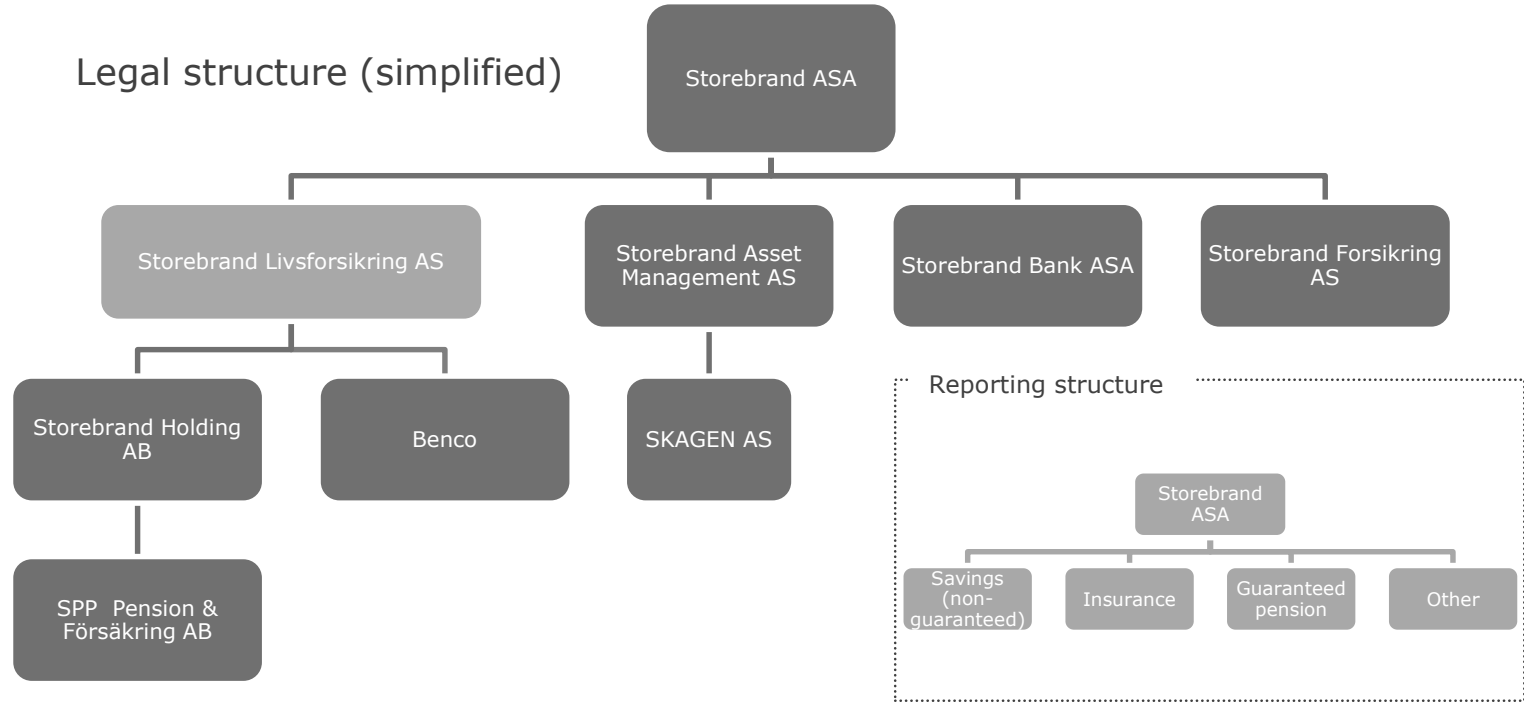 Legal structure (simplified)
Storebrand ASA
Storebrand Livsforsikring AS
Storebrand Asset
Management AS
Storebrand Bank ASA
Storebrand Forsikring
AS
Storebrand Holding
AB
Benco
SKAGEN AS
SPP Pension &
Försäkring AB
Reporting structure
Storebrand
ASA
Savings
(non-
guaranteed)
Insurance
Guaranteed
pension
Other